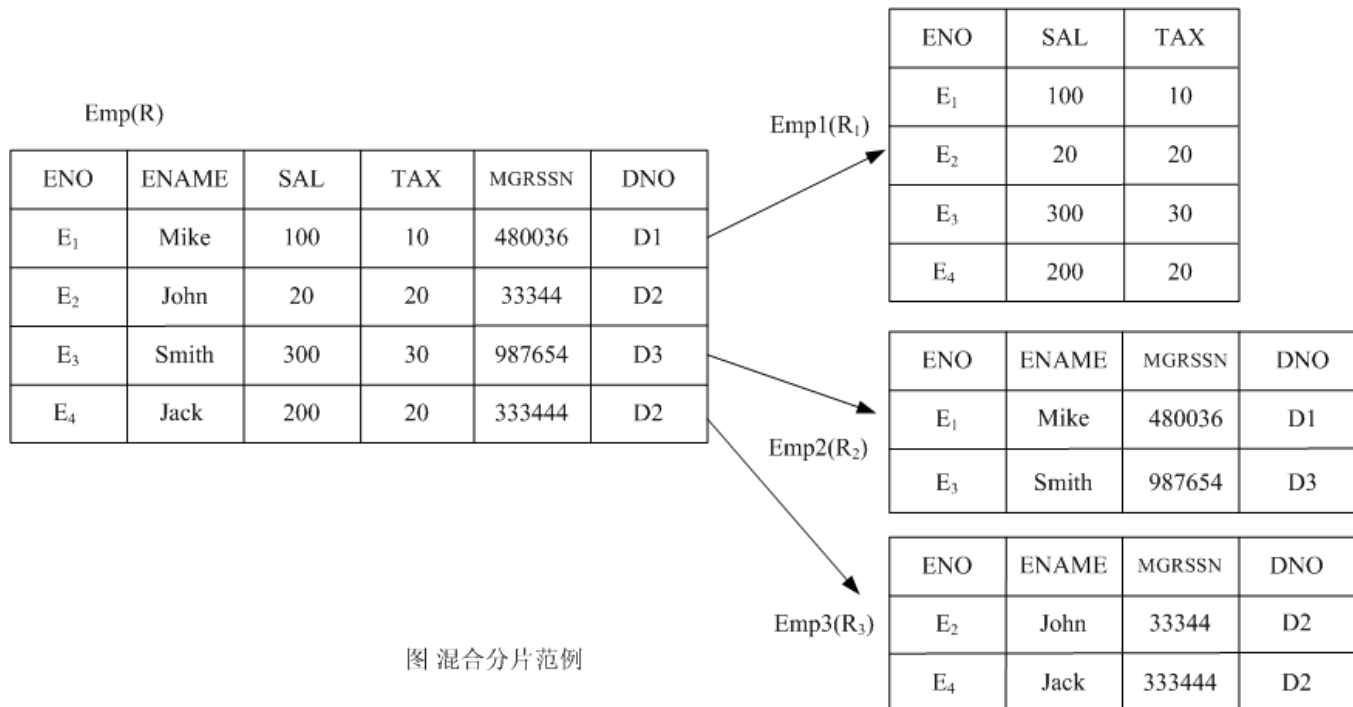 Emp(R)
ENO ENAME SAL TAX MGRSSN DNO
E₁ Mike 100 10 480036 D1
E₂ John 20 20 33344 D2
E₃ Smith 300 30 987654 D3
E₄ Jack 200 20 333444 D2
Emp1(R₁)
ENO SAL TAX
E₁ 100 10
E₂ 20 20
E₃ 300 30
E₄ 200 20
Emp2(R₂)
ENO ENAME MGRSSN DNO
E₁ Mike 480036 D1
E₃ Smith 987654 D3
Emp3(R₃)
ENO ENAME MGRSSN DNO
E₂ John 33344 D2
E₄ Jack 333444 D2
图 混合分片范例